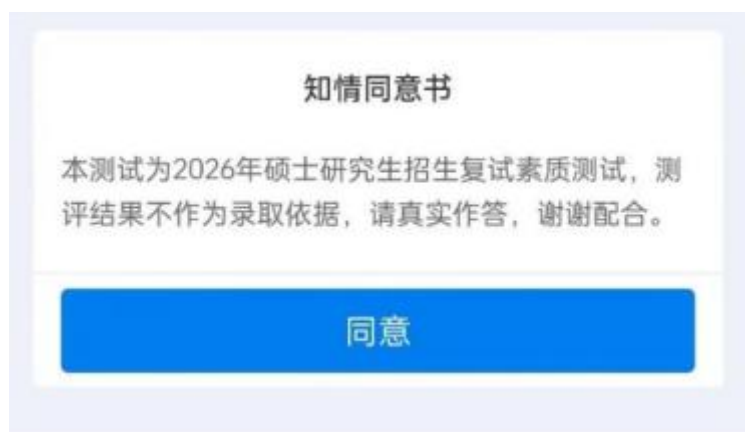 知情同意书
本测试为2026年硕士研究生招生复试素质测试，测
评结果不作为录取依据，请真实作答，谢谢配合。
同意